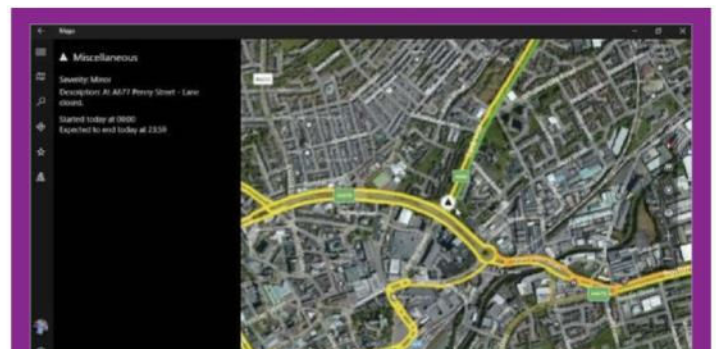 Maps
Miscellaneous
Severity: Minor
Description: At A677 Penny Street - Lane
closed.
Started today at 00:00
Expected to end today at 23:59